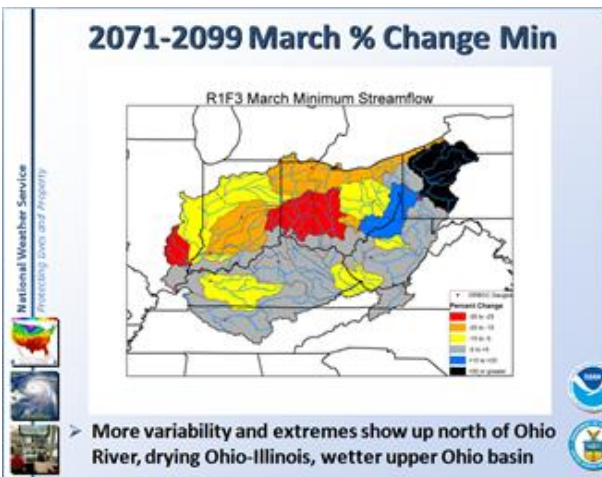 2071-2099 March % Change Min
R1F3 March Minimum Streamflow
National Weather Service
Protecting Lives and Property
Percent Change
➢ More variability and extremes show up north of Ohio
River, drying Ohio-Illinois, wetter upper Ohio basin